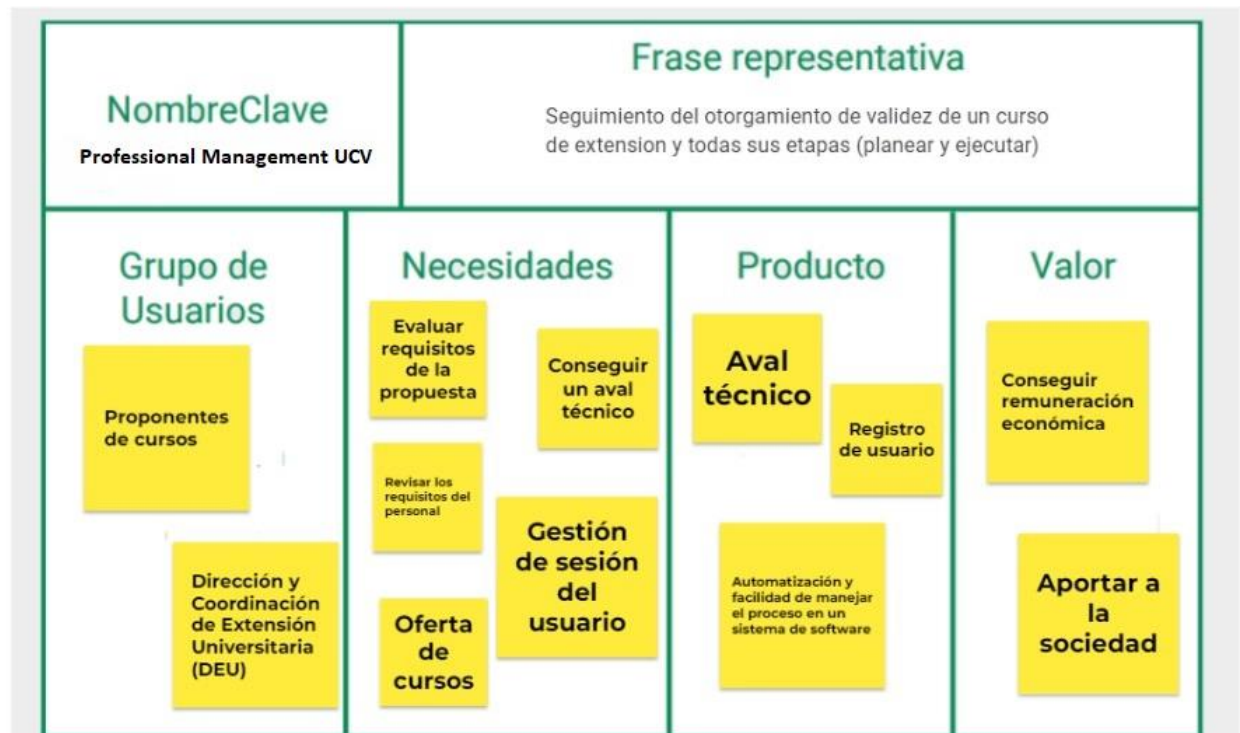 NombreClave
Professional Management UCV
Frase representativa
Seguimiento del otorgamiento de validez de un curso
de extension y todas sus etapas (planear y ejecutar)
Grupo de
Usuarios
Proponentes
de cursos
Dirección y
Coordinación
de Extensión
Universitaria
(DEU)
Necesidades
Evaluar
requisitos
de la
propuesta
Conseguir
un aval
técnico
Revisar los
requisitos del
personal
Gestión
de sesión
del
usuario
Oferta
de
cursos
Producto
Aval
técnico
Registro
de usuario
Automatización y
facilidad de manejar
el proceso en un
sistema de software
Valor
Conseguir
remuneración
económica
Aportar a
la
sociedad